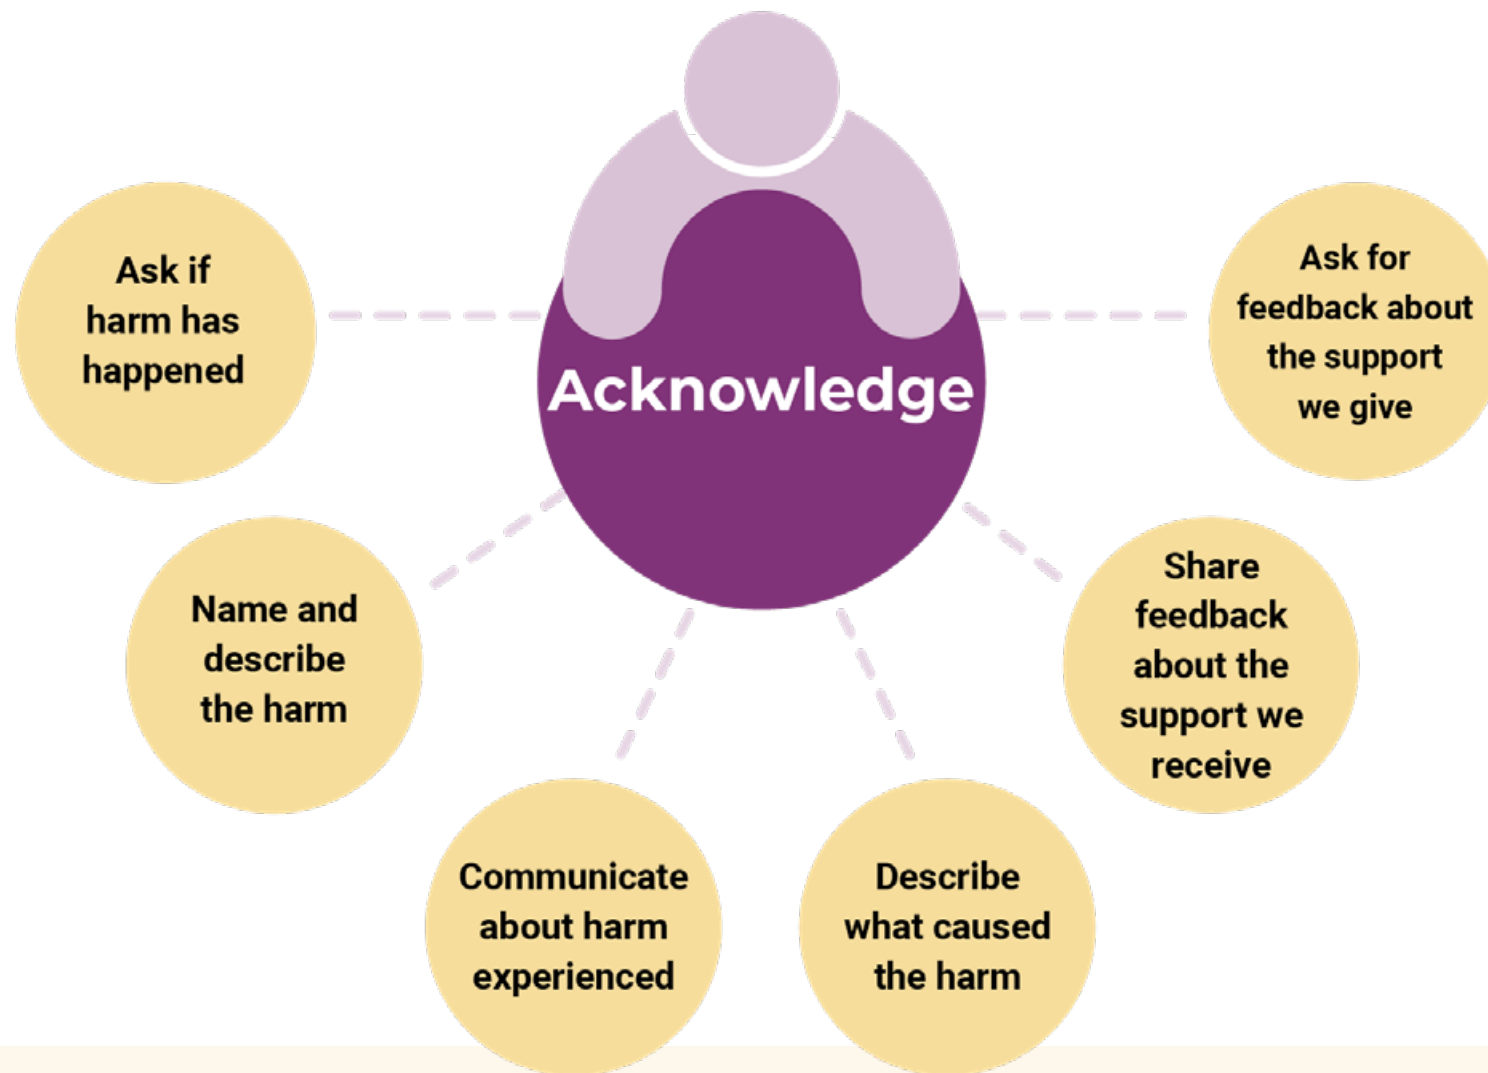 Acknowledge
Ask if
harm has
happened
Name and
describe
the harm
Communicate
about harm
experienced
Describe
what caused
the harm
Share
feedback
about the
support we
receive
Ask for
feedback about
the support
we give